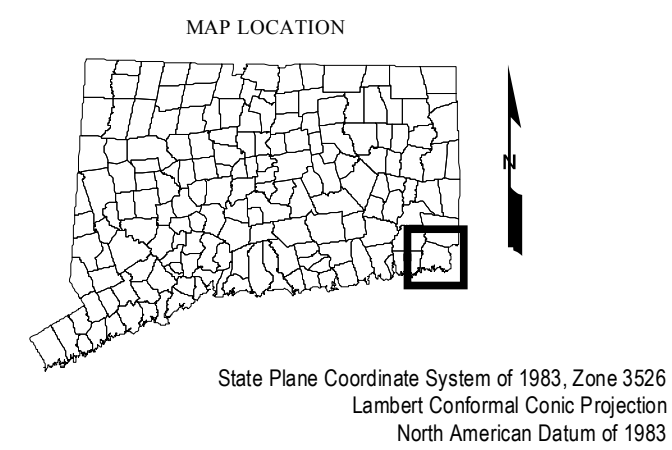 MAP LOCATION
N
State Plane Coordinate System of 1983, Zone 3526
Lambert Conformal Conic Projection
North American Datum of 1983